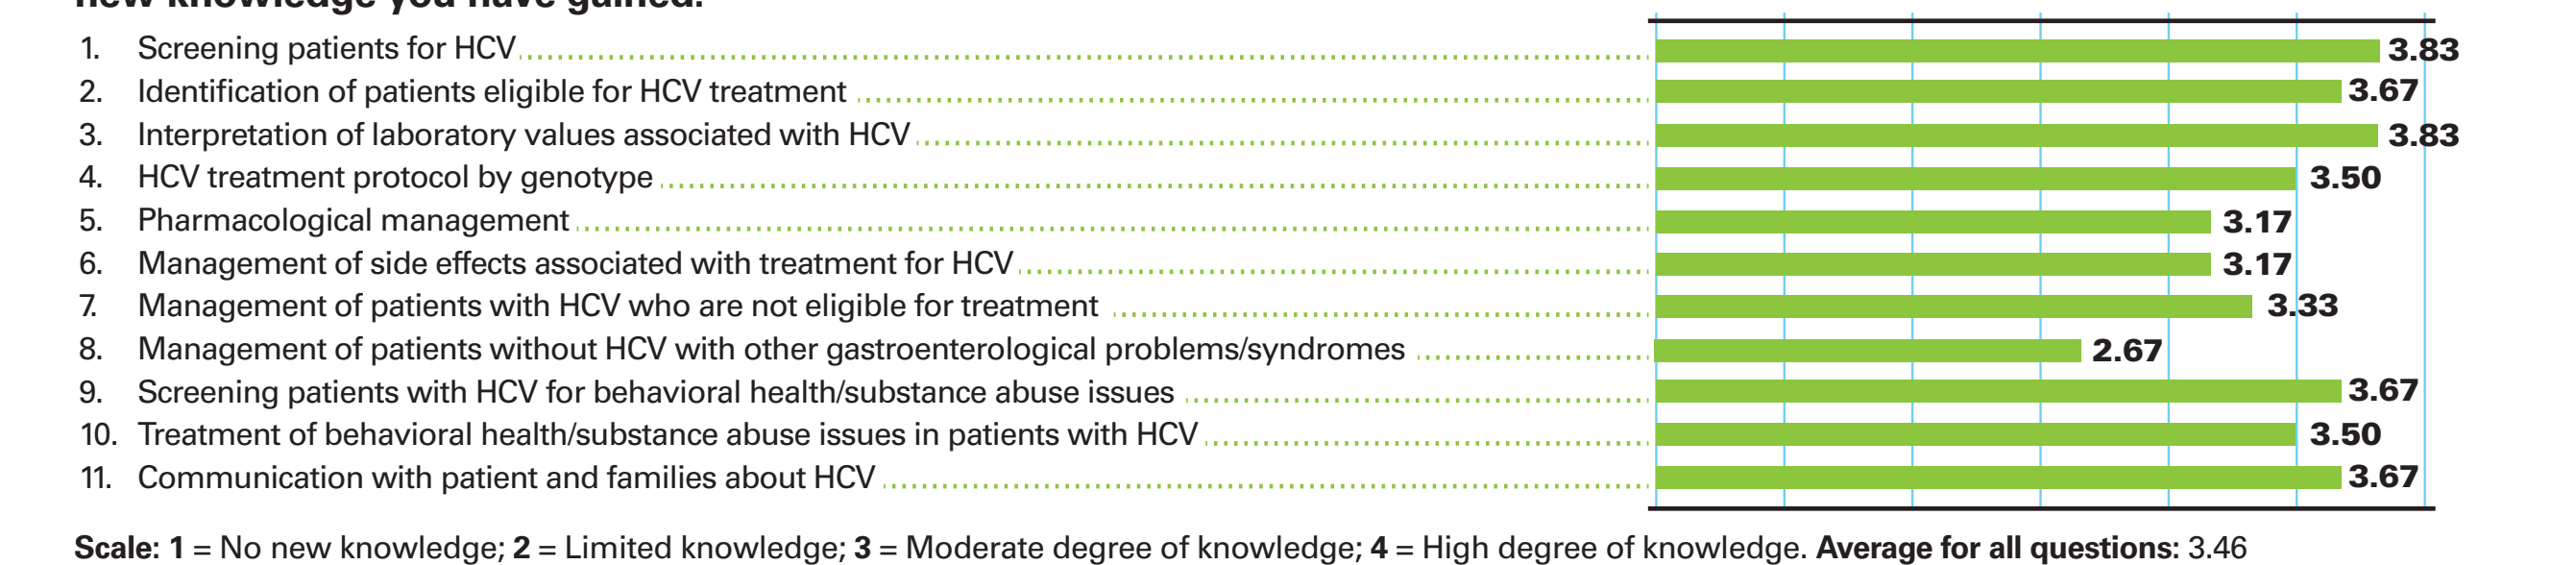 new knowledge you have gained.
1. Screening patients for HCV 3.83
2. Identification of patients eligible for HCV treatment 3.67
3. Interpretation of laboratory values associated with HCV 3.83
4. HCV treatment protocol by genotype 3.50
5. Pharmacological management 3.17
6. Management of side effects associated with treatment for HCV 3.17
7. Management of patients with HCV who are not eligible for treatment 3.33
8. Management of patients without HCV with other gastroenterological problems/syndromes 2.67
9. Screening patients with HCV for behavioral health/substance abuse issues 3.67
10. Treatment of behavioral health/substance abuse issues in patients with HCV 3.50
11. Communication with patient and families about HCV 3.67
Scale: 1 = No new knowledge; 2 = Limited knowledge; 3 = Moderate degree of knowledge; 4 = High degree of knowledge. Average for all questions: 3.46